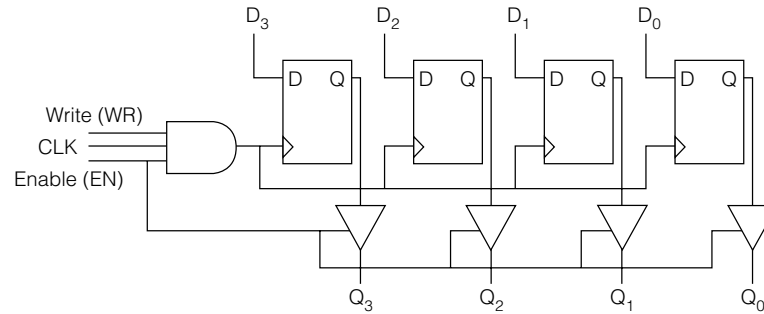 D3 D2 D1 D0
D Q D Q D Q D Q
Write (WR)
CLK
Enable (EN)
Q3 Q2 Q1 Q0